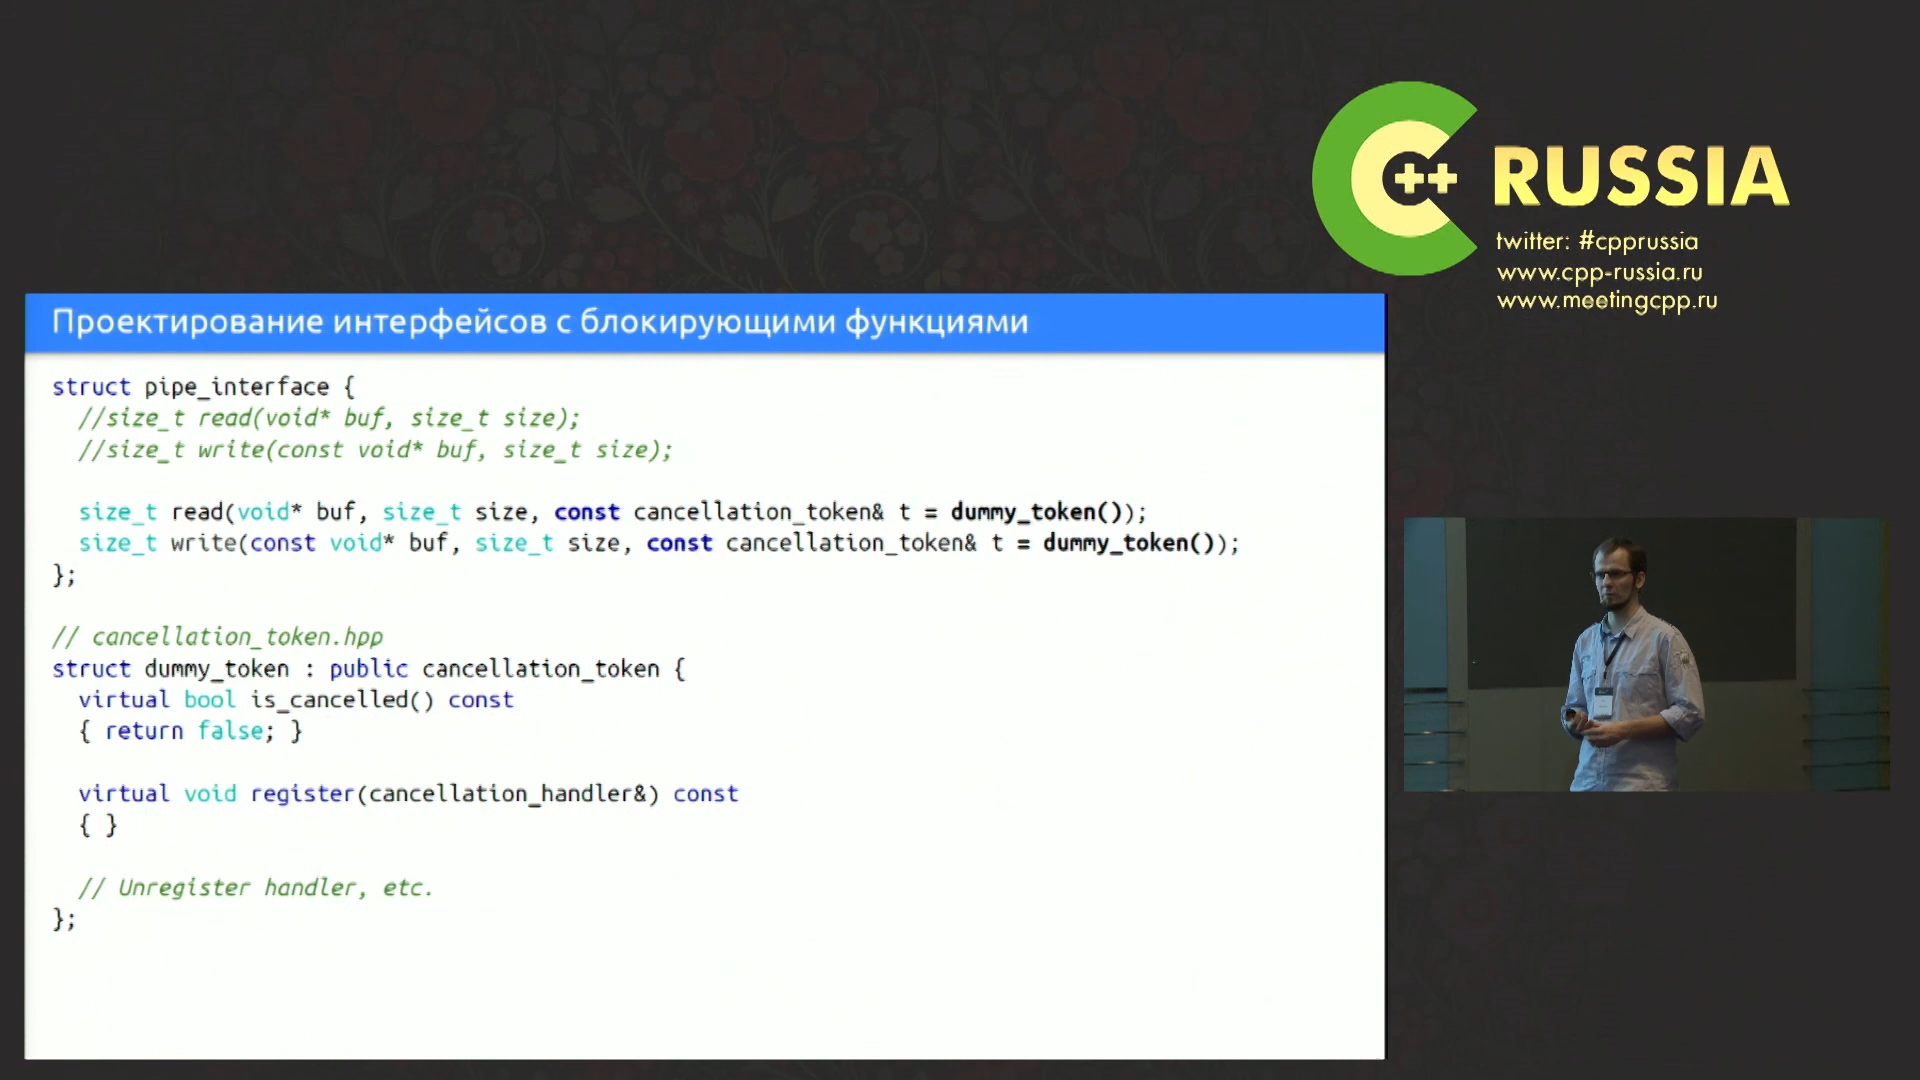 C++ RUSSIA
twitter: #cpprussia
www.cpp-russia.ru
www.meetingcpp.ru
Проектирование интерфейсов с блокирующими функциями
struct pipe_interface {
//size_t read(void* buf, size_t size);
//size_t write(const void* buf, size_t size);
size_t read(void* buf, size_t size, const cancellation_token& t = dummy_token());
size_t write(const void* buf, size_t size, const cancellation_token& t = dummy_token());
};
// cancellation_token.hpp
struct dummy_token : public cancellation_token {
virtual bool is_cancelled() const
{ return false; }
virtual void register(cancellation_handler&) const
{ }
// Unregister handler, etc.
};